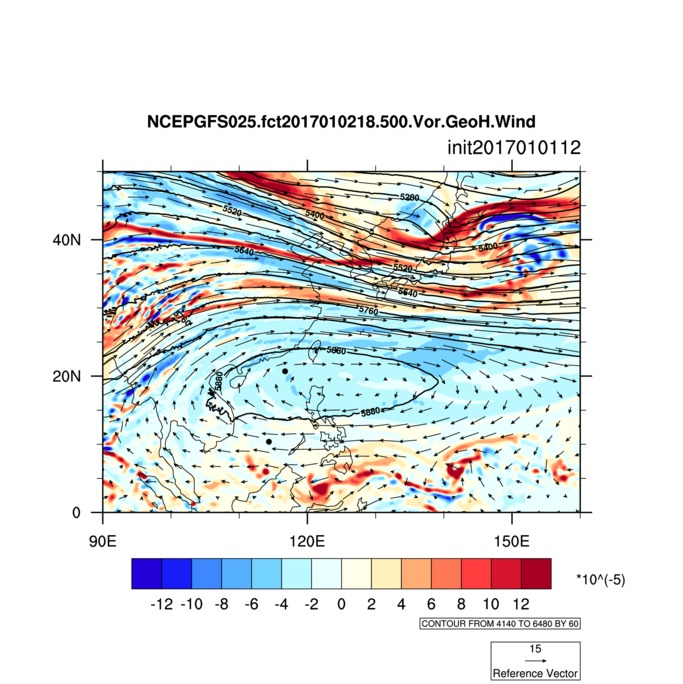 NCEPGFS025.fct2017010218.500.Vor.GeoH.Wind
init2017010112
5280
5520
5400
40N
5640
5400
5520
5640
5760
5880
20N
5880
5880
0
90E 120E 150E
-12 -10 -8 -6 -4 -2 0 2 4 6 8 10 12
*10^(-5)
CONTOUR FROM 4140 TO 6480 BY 60
15
Reference Vector